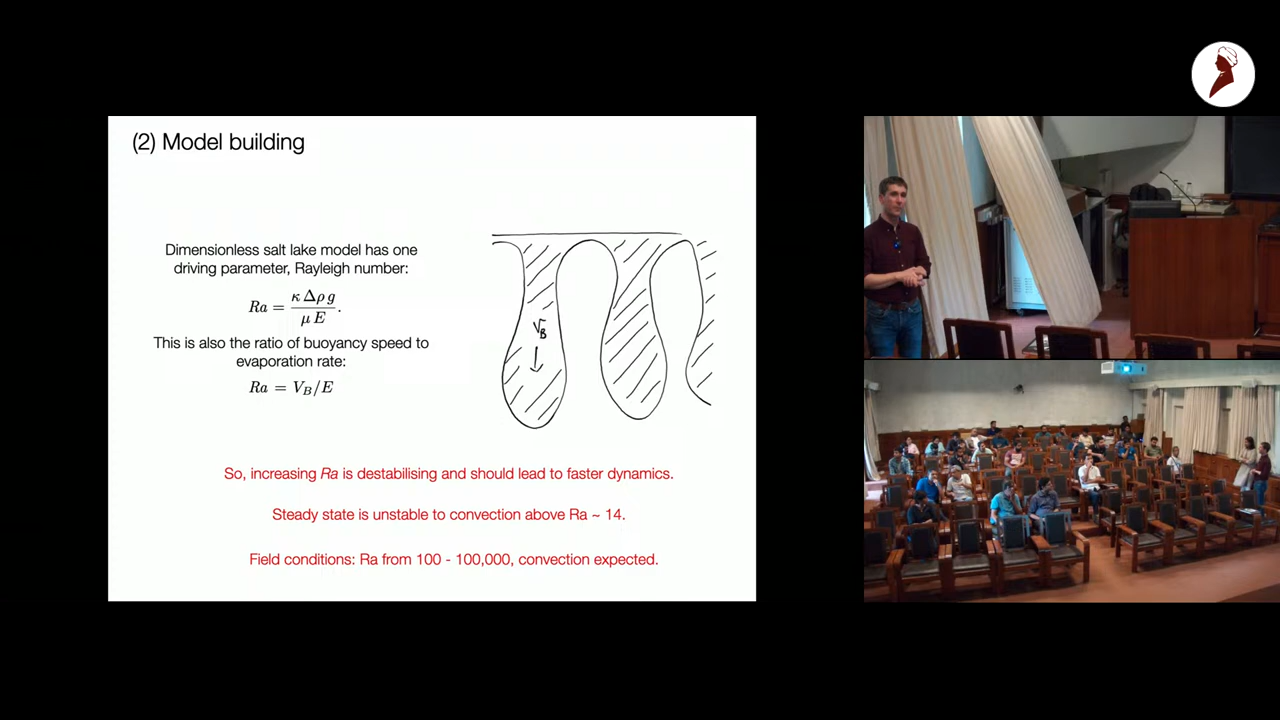 (2) Model building
Dimensionless salt lake model has one
driving parameter, Rayleigh number:
Ra = κ Δρ g / μ E.
This is also the ratio of buoyancy speed to
evaporation rate:
Ra = V_B/E
V_B
So, increasing Ra is destabilising and should lead to faster dynamics.
Steady state is unstable to convection above Ra ~ 14.
Field conditions: Ra from 100 - 100,000, convection expected.